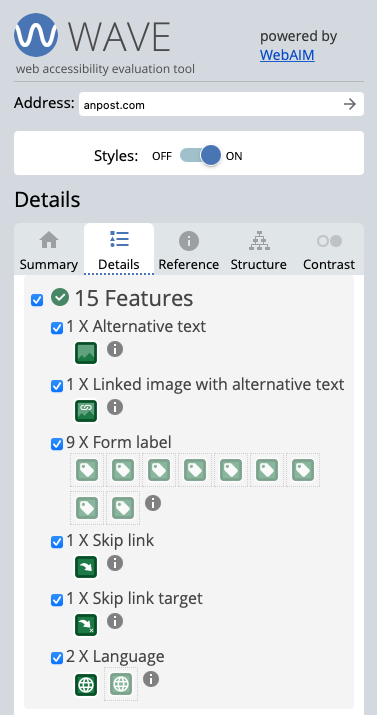 WAVE
web accessibility evaluation tool
powered by
WebAIM
Address: anpost.com
Styles: OFF ON
Details
Summary Details Reference Structure Contrast
15 Features
1 X Alternative text
1 X Linked image with alternative text
9 X Form label
1 X Skip link
1 X Skip link target
2 X Language